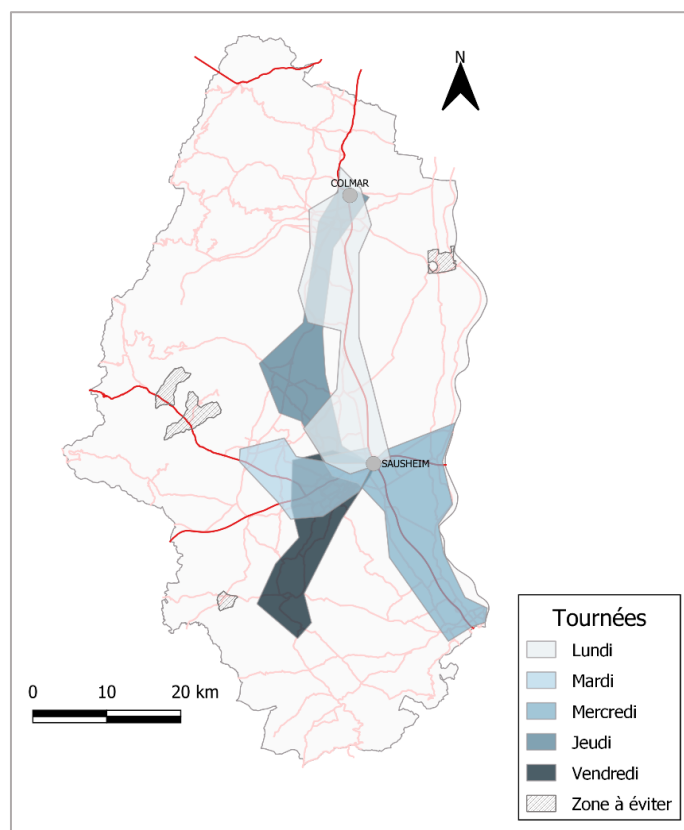 N
COLMAR
SAUSHEIM
Tournées
Lundi
Mardi
Mercredi
Jeudi
Vendredi
Zone à éviter
0 10 20 km